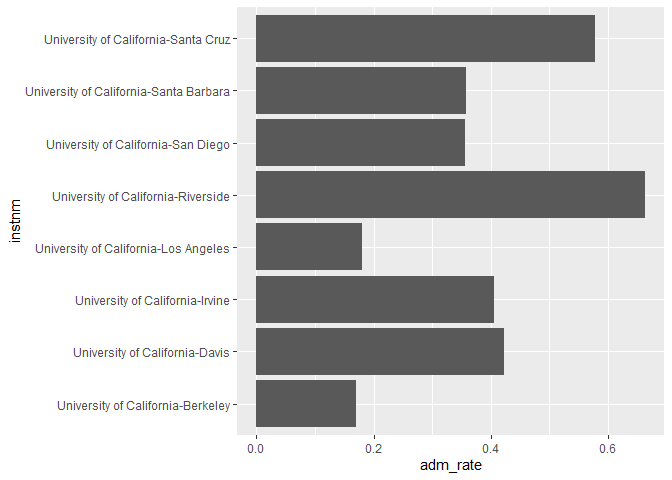 University of California-Santa Cruz
University of California-Santa Barbara
University of California-San Diego
University of California-Riverside
University of California-Los Angeles
University of California-Irvine
University of California-Davis
University of California-Berkeley
instnm
0.0 0.2 0.4 0.6
adm_rate